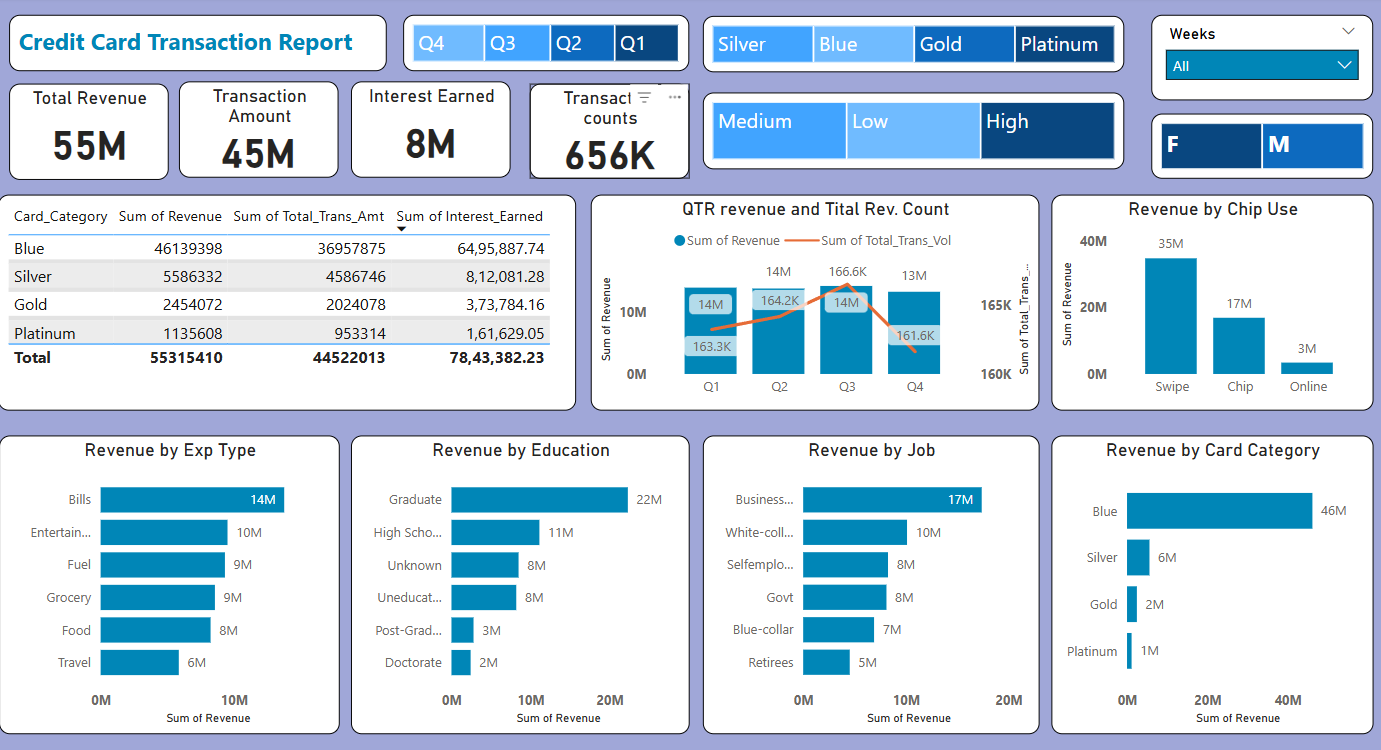 Credit Card Transaction Report
Q4 Q3 Q2 Q1
Silver Blue Gold Platinum
Weeks
All
Total Revenue
55M
Transaction
Amount
45M
Interest Earned
8M
Transact
counts
656K
Medium Low High
F M
Card_Category Sum of Revenue Sum of Total_Trans_Amt Sum of Interest_Earned
Blue 46139398 36957875 64,95,887.74
Silver 5586332 4586746 8,12,081.28
Gold 2454072 2024078 3,73,784.16
Platinum 1135608 953314 1,61,629.05
Total 55315410 44522013 78,43,382.23
QTR revenue and Tital Rev. Count
Sum of Revenue Sum of Total_Trans_Vol
Sum of Revenue
10M
0M
14M
14M
14M
13M
163.3K
164.2K
166.6K
161.6K
Q1 Q2 Q3 Q4
165K
160K
Sum of Total_Trans_...
Revenue by Chip Use
Sum of Revenue
40M
20M
0M
35M
17M
3M
Swipe Chip Online
Revenue by Exp Type
Bills 14M
Entertain... 10M
Fuel 9M
Grocery 9M
Food 8M
Travel 6M
0M 10M
Sum of Revenue
Revenue by Education
Graduate 22M
High Scho... 11M
Unknown 8M
Uneducat... 8M
Post-Grad... 3M
Doctorate 2M
0M 10M 20M
Sum of Revenue
Revenue by Job
Business... 17M
White-coll... 10M
Selfemplo... 8M
Govt 8M
Blue-collar 7M
Retirees 5M
0M 10M 20M
Sum of Revenue
Revenue by Card Category
Blue 46M
Silver 6M
Gold 2M
Platinum 1M
0M 20M 40M
Sum of Revenue